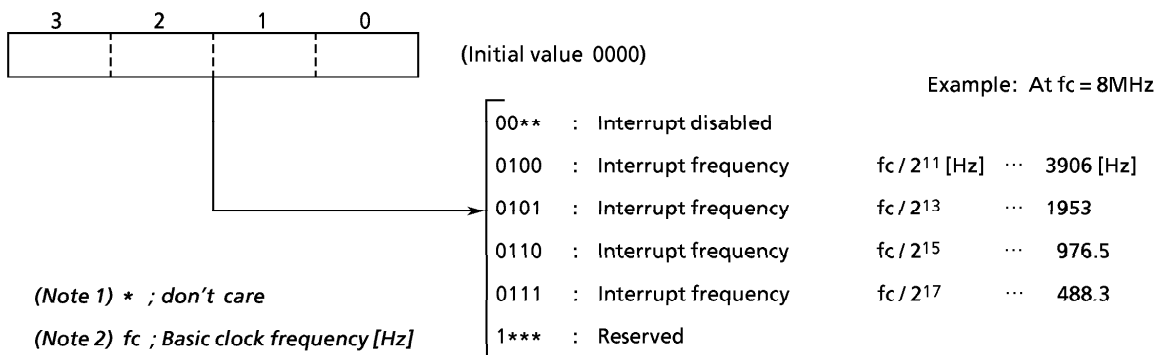 3 2 1 0
(Initial value 0000)
Example: At fc = 8MHz
00** : Interrupt disabled
0100 : Interrupt frequency fc / 2¹¹ [Hz] ··· 3906 [Hz]
0101 : Interrupt frequency fc / 2¹³ ··· 1953
0110 : Interrupt frequency fc / 2¹⁵ ··· 976.5
0111 : Interrupt frequency fc / 2¹⁷ ··· 488.3
1*** : Reserved
(Note 1) * ; don't care
(Note 2) fc ; Basic clock frequency [Hz]